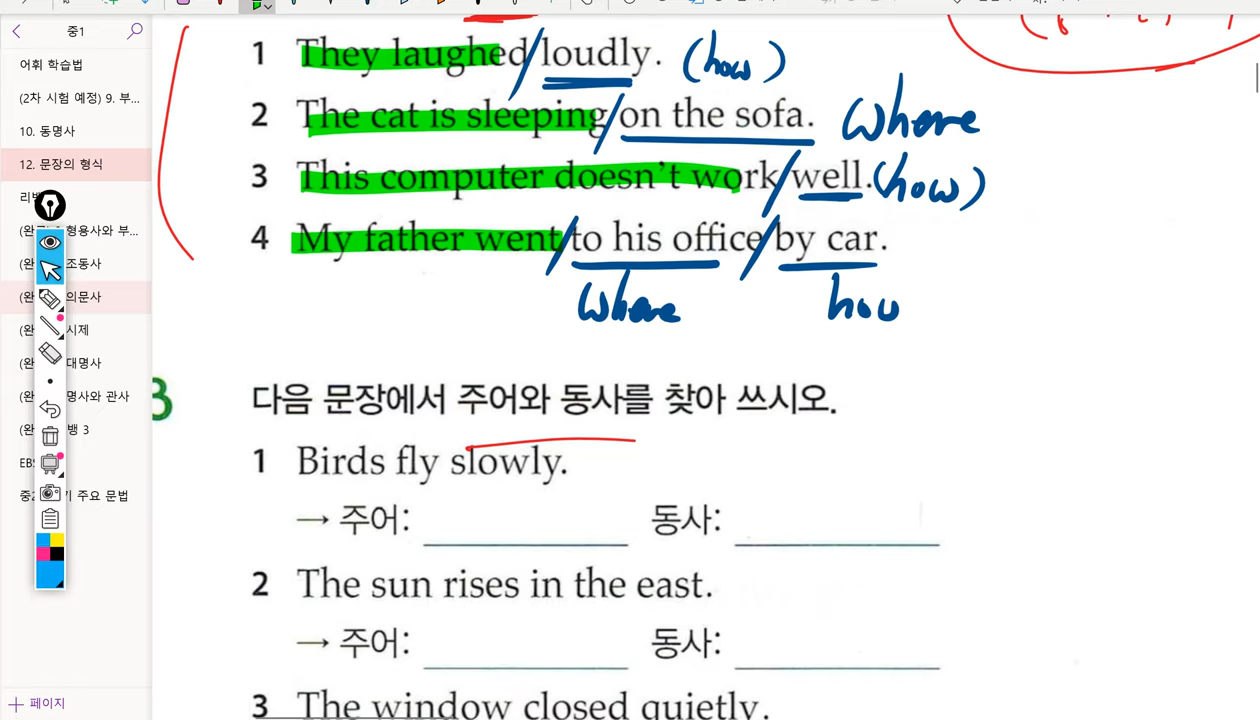 중1
어휘 학습법
(2차 시험 예정) 9. 부...
10. 동명사
12. 문장의 형식
리
(완 형용사와 부...
(완 조동사
(완 의문사
(완 시제
(완 대명사
(완 명사와 관사
뱅 3
EBS
중2 기 주요 문법
페이지
1 They laughed/loudly. (how)
2 The cat is sleeping/on the sofa. where
3 This computer doesn't work/well. (how)
4 My father went/to his office/by car.
where how
3 다음 문장에서 주어와 동사를 찾아 쓰시오.
1 Birds fly slowly.
→ 주어: 동사:
2 The sun rises in the east.
→ 주어: 동사:
3 The window closed quietly.